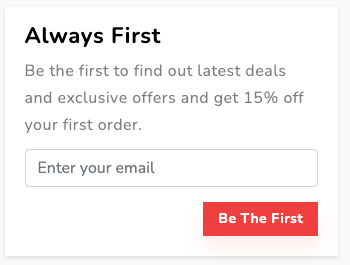 Always First
Be the first to find out latest deals
and exclusive offers and get 15% off
your first order.
Enter your email
Be The First